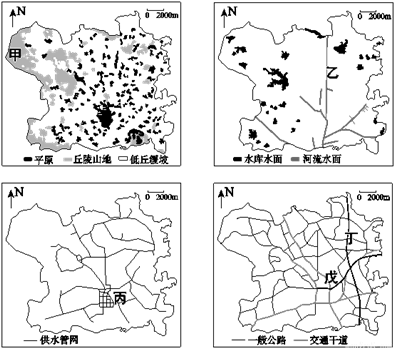 N
0 2000m
甲
平原 丘陵山地 低丘缓坡
N
0 2000m
乙
水库水面 河流水面
N
0 2000m
丙
供水管网
N
0 2000m
丁
戊
一般公路 交通干道